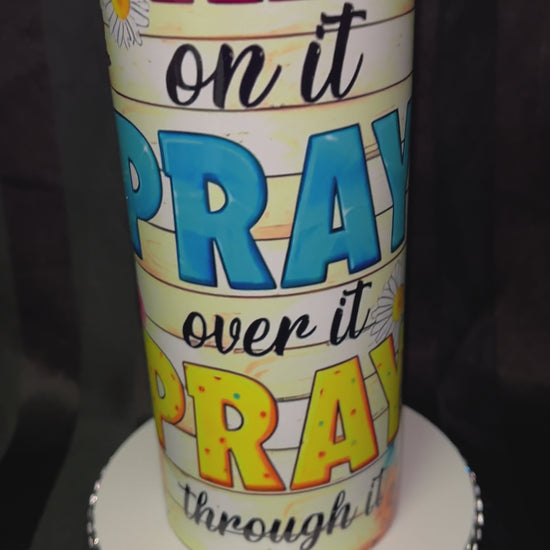 on it
PRAY
over it
PRAY
through it